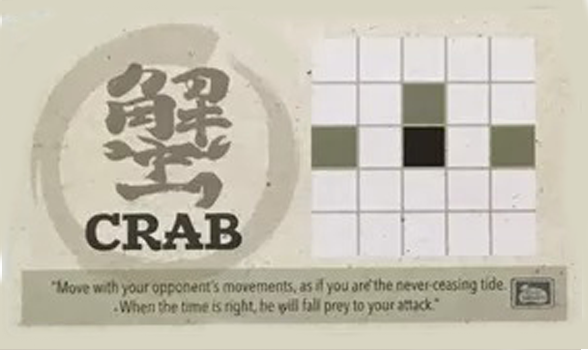 蟹
CRAB
"Move with your opponent's movements, as if you are the never-ceasing tide.
When the time is right, he will fall prey to your attack."